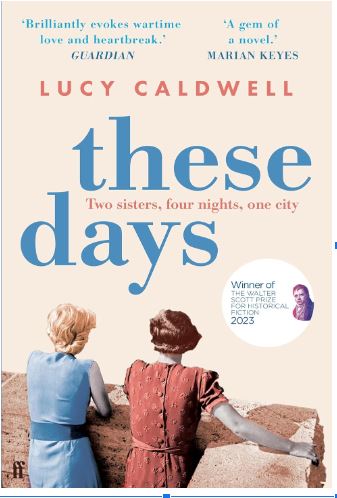 ‘Brilliantly evokes wartime
love and heartbreak.’
GUARDIAN
‘A gem of
a novel.’
MARIAN KEYES
LUCY CALDWELL
these
Two sisters, four nights, one city
days
Winner of
THE WALTER
SCOTT PRIZE
FOR HISTORICAL
FICTION
2023
ff